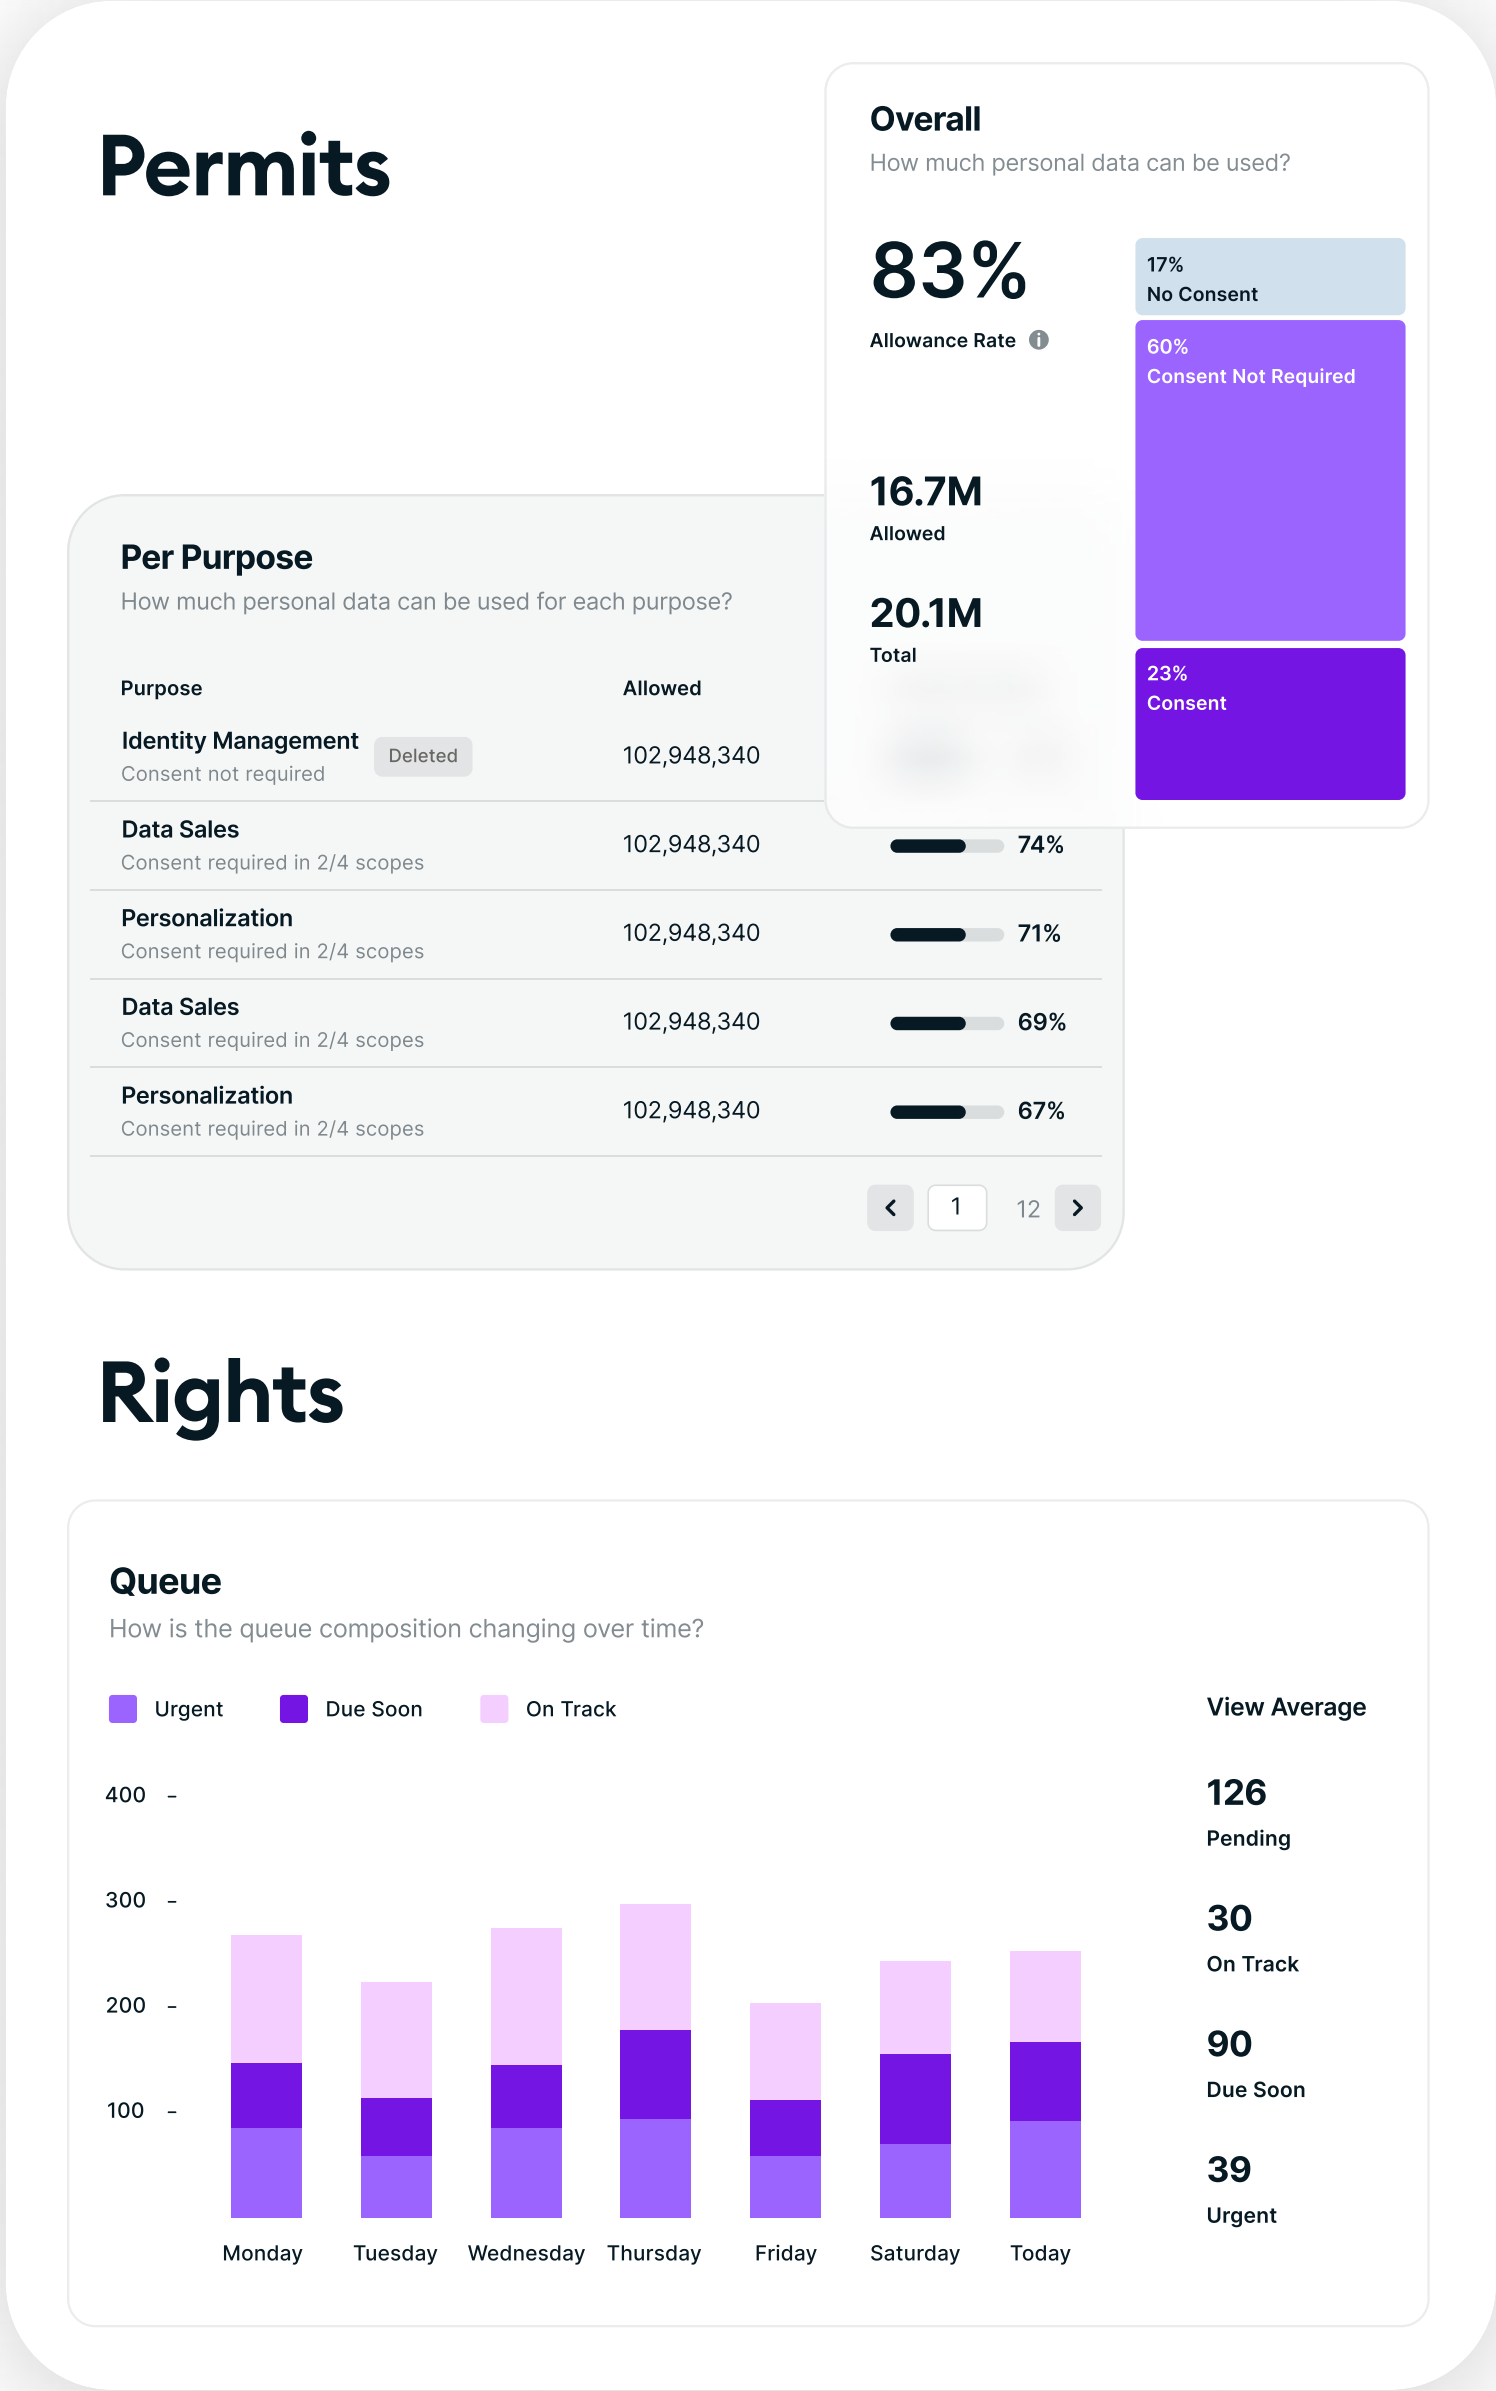 Permits
Overall
How much personal data can be used?
83%
Allowance Rate
16.7M
Allowed
20.1M
Total
17%
No Consent
60%
Consent Not Required
23%
Consent
Per Purpose
How much personal data can be used for each purpose?
Purpose Allowed
Identity Management Deleted 102,948,340
Consent not required
Data Sales 102,948,340 74%
Consent required in 2/4 scopes
Personalization 102,948,340 71%
Consent required in 2/4 scopes
Data Sales 102,948,340 69%
Consent required in 2/4 scopes
Personalization 102,948,340 67%
Consent required in 2/4 scopes
1 12
Rights
Queue
How is the queue composition changing over time?
Urgent Due Soon On Track
400
300
200
100
Monday Tuesday Wednesday Thursday Friday Saturday Today
View Average
126
Pending
30
On Track
90
Due Soon
39
Urgent